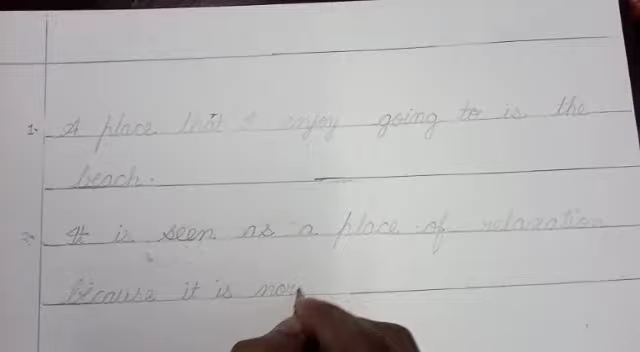 1. A place that I enjoy going to is the
beach.
2. It is seen as a place of relaxation
because it is